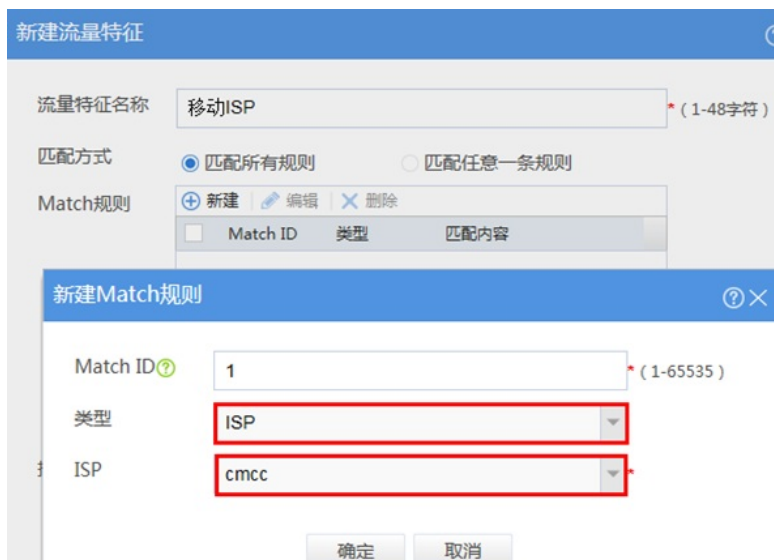 新建流量特征
流量特征名称 移动ISP *(1-48字符)
匹配方式 匹配所有规则 匹配任意一条规则
Match规则 新建 编辑 删除
Match ID 类型 匹配内容
新建Match规则
Match ID 1 *(1-65535)
类型 ISP
ISP cmcc *
确定 取消